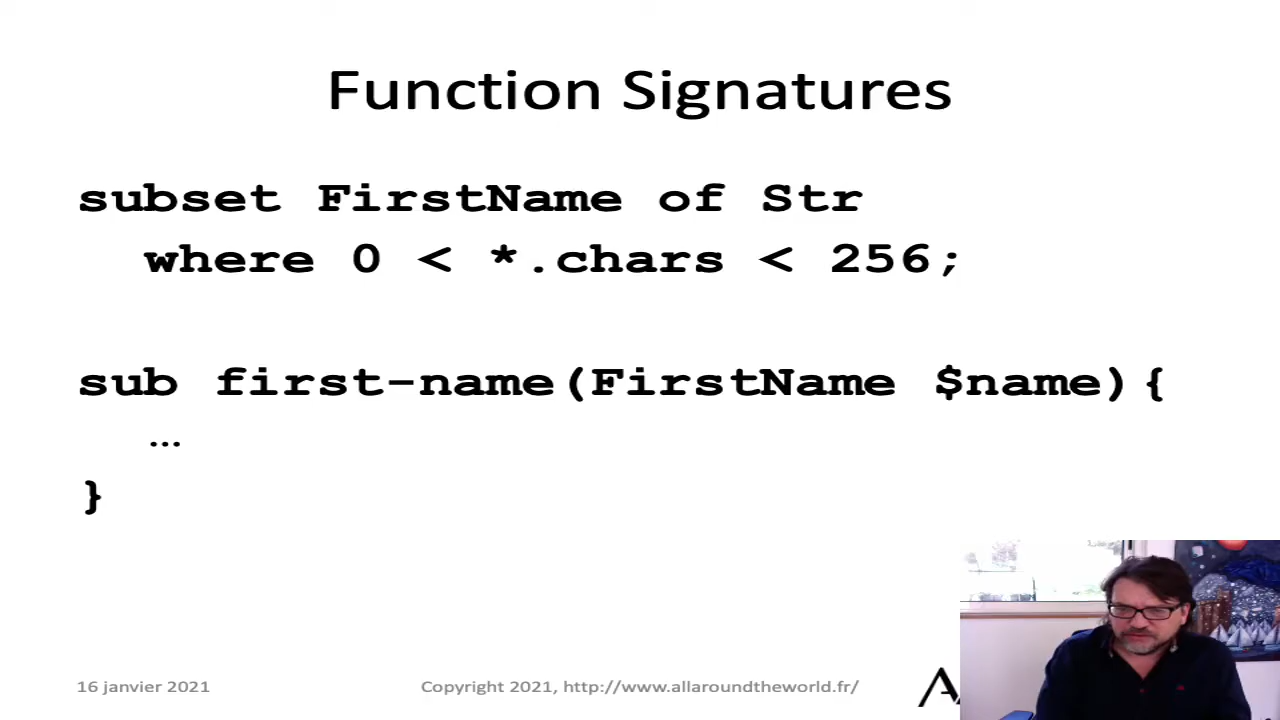 Function Signatures
subset FirstName of Str
where 0 < *.chars < 256;
sub first-name(FirstName $name){
…
}
16 janvier 2021
Copyright 2021, http://www.allaroundtheworld.fr/